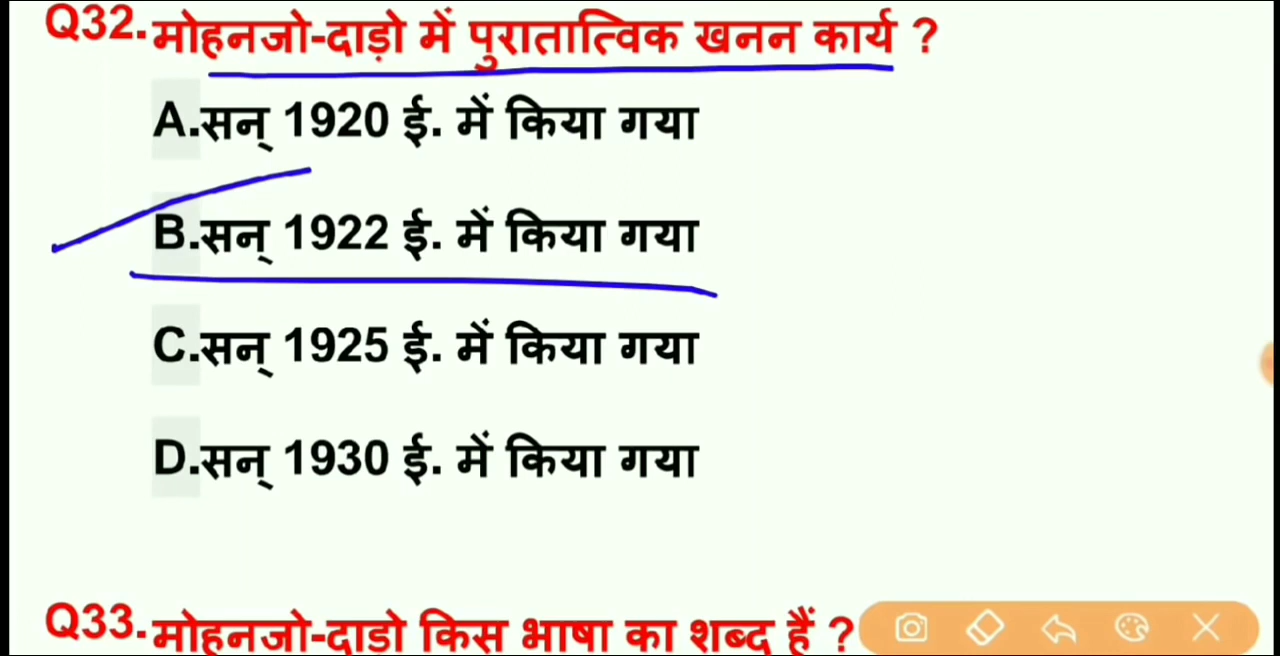 Q32. मोहनजो-दाड़ो में पुरातात्विक खनन कार्य ?
A.सन् 1920 ई. में किया गया
B.सन् 1922 ई. में किया गया
C.सन् 1925 ई. में किया गया
D.सन् 1930 ई. में किया गया
Q33. मोहनजो-दाडो किस भाषा का शब्द हैं ?